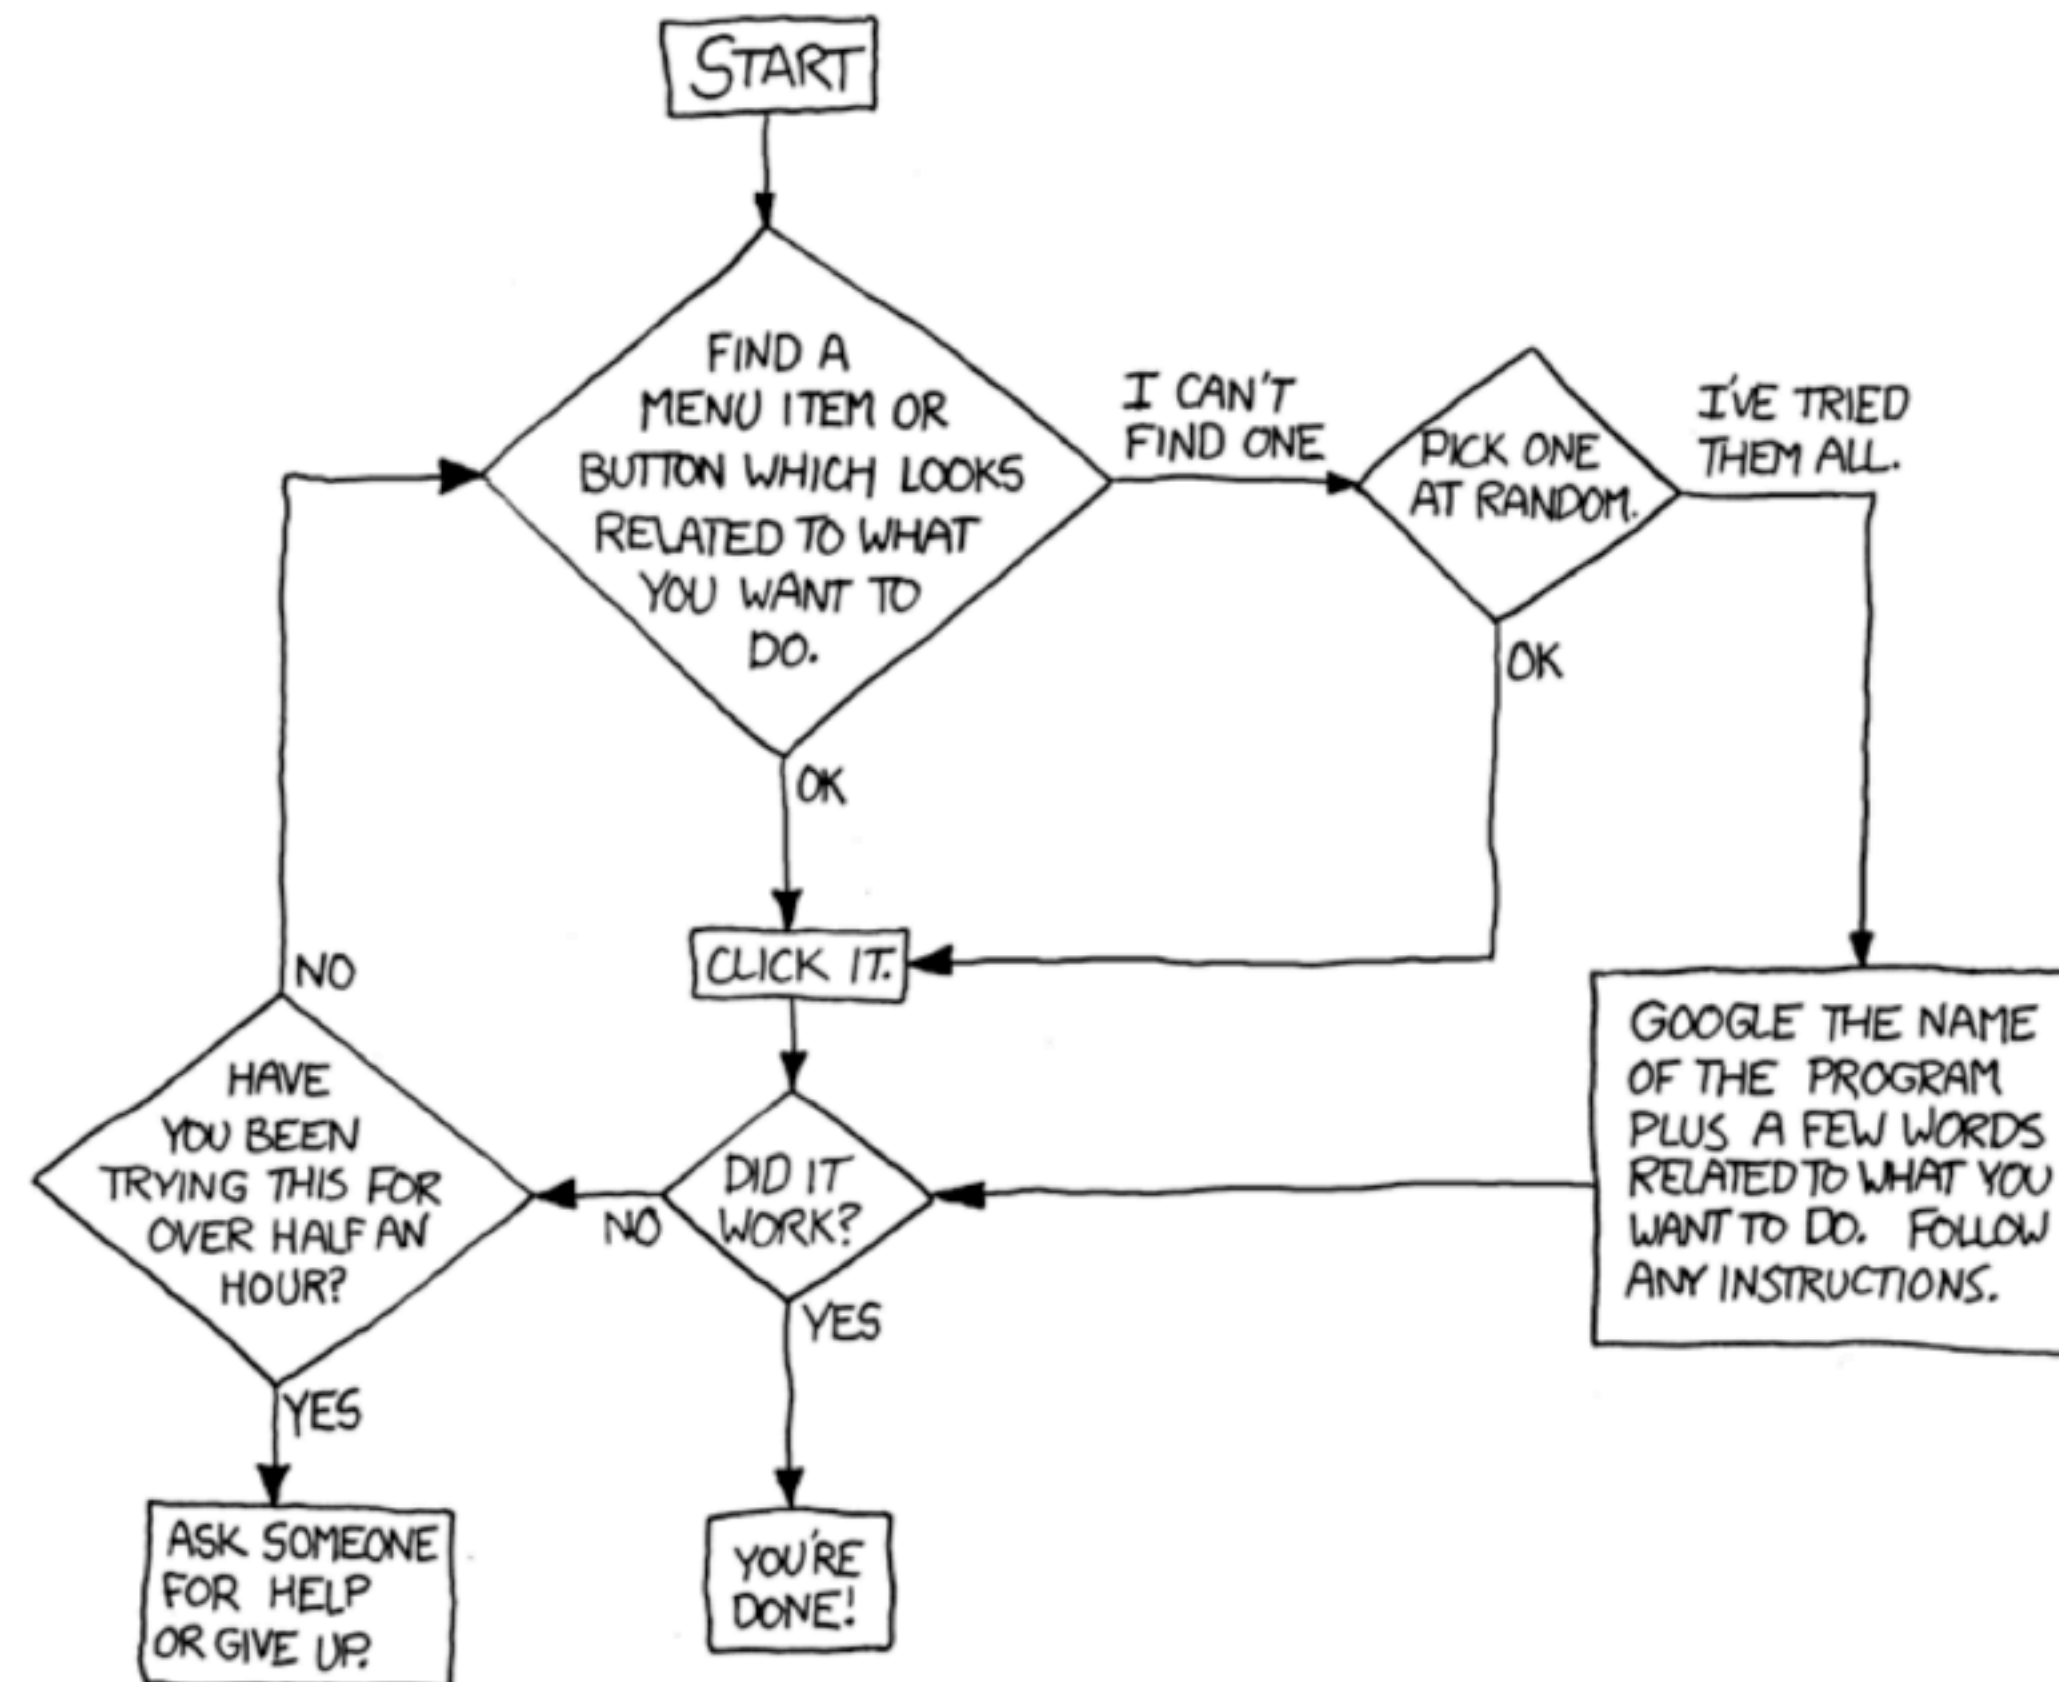 START
FIND A
MENU ITEM OR
BUTTON WHICH LOOKS
RELATED TO WHAT
YOU WANT TO
DO.
I CAN'T
FIND ONE
PICK ONE
AT RANDOM.
I'VE TRIED
THEM ALL.
OK
OK
CLICK IT.
NO
HAVE
YOU BEEN
TRYING THIS FOR
OVER HALF AN
HOUR?
NO
DID IT
WORK?
GOOGLE THE NAME
OF THE PROGRAM
PLUS A FEW WORDS
RELATED TO WHAT YOU
WANT TO DO. FOLLOW
ANY INSTRUCTIONS.
YES
YES
ASK SOMEONE
FOR HELP
OR GIVE UP.
YOU'RE
DONE!